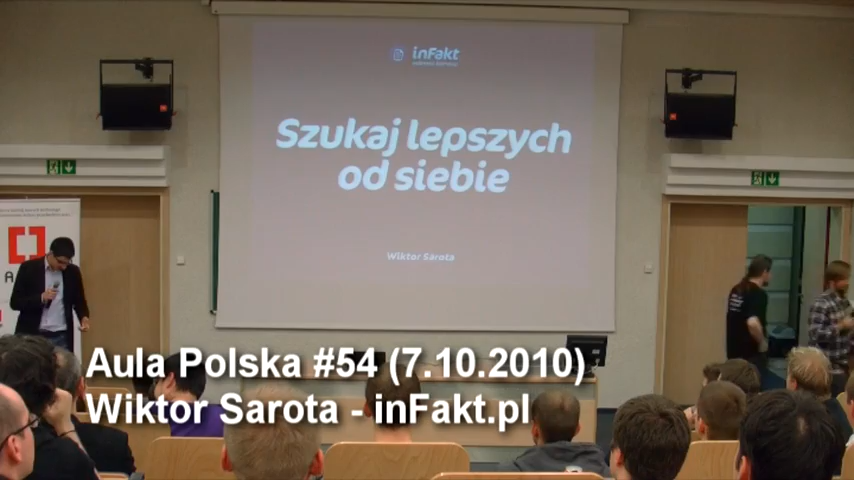 inFakt
Szukaj lepszych
od siebie
Wiktor Sarota
A
Aula Polska #54 (7.10.2010)
Wiktor Sarota - inFakt.pl